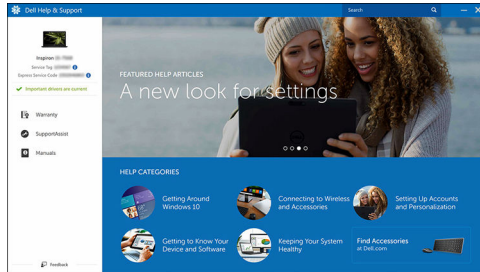 Dell Help & Support
Search
Inspiron
Service Tag
Express Service Code
Important drivers are current
Warranty
SupportAssist
Manuals
Feedback
FEATURED HELP ARTICLES
A new look for settings
HELP CATEGORIES
Getting Around
Windows 10
Connecting to Wireless
and Accessories
Setting Up Accounts
and Personalization
Getting to Know Your
Device and Software
Keeping Your System
Healthy
Find Accessories
at Dell.com